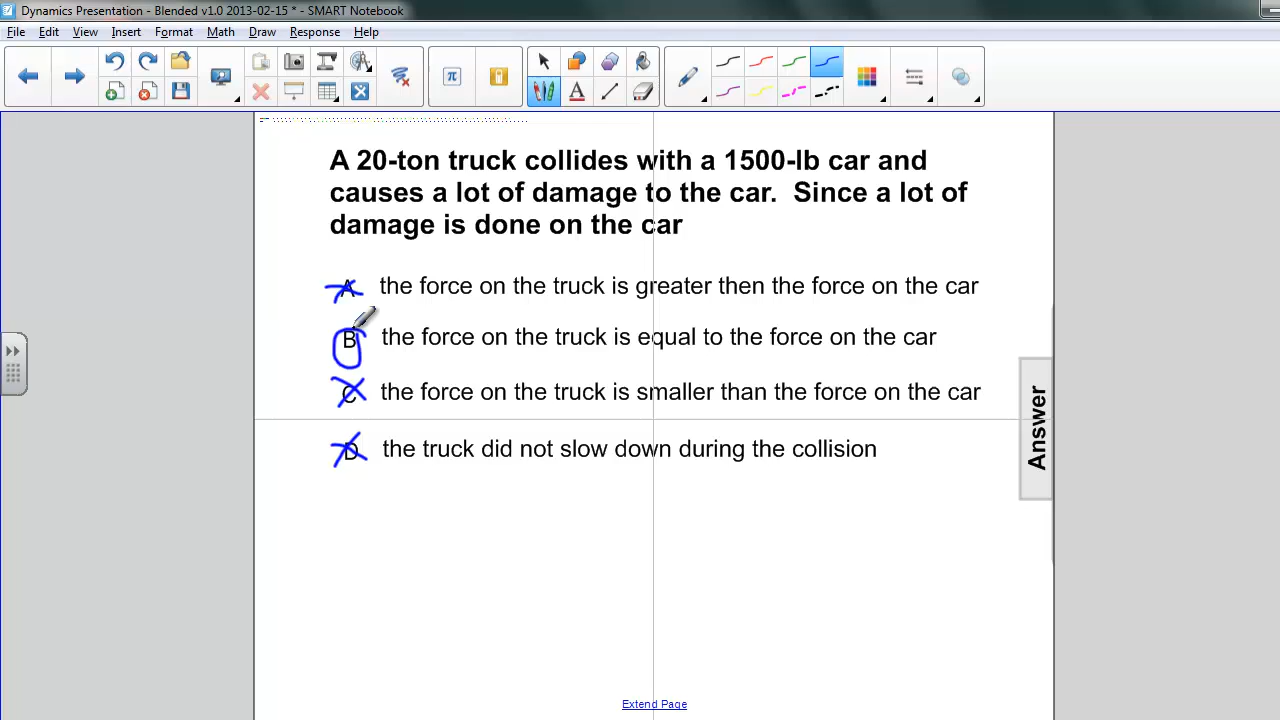 Dynamics Presentation - Blended v1.0 2013-02-15 * - SMART Notebook
File Edit View Insert Format Math Draw Response Help
π
A
A 20-ton truck collides with a 1500-lb car and
causes a lot of damage to the car. Since a lot of
damage is done on the car
A the force on the truck is greater then the force on the car
B the force on the truck is equal to the force on the car
C the force on the truck is smaller than the force on the car
D the truck did not slow down during the collision
Answer
Extend Page